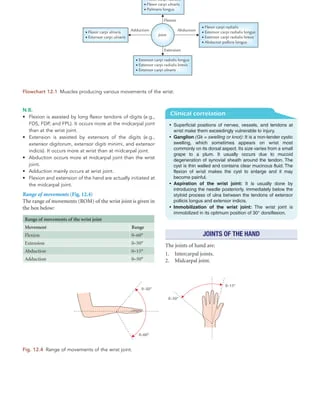 • Flexor carpi ulnaris
• Palmaris longus
Flexion
• Flexor carpi ulnaris
• Extensor carpi ulnaris
Adduction
Wrist joint
Abduction
• Flexor carpi radialis
• Extensor carpi radialis longus
• Extensor carpi radialis brevis
• Abductor pollicis longus
Extension
• Extensor carpi radialis longus
• Extensor carpi radialis brevis
• Extensor carpi ulnaris
Flowchart 12.1 Muscles producing various movements of the wrist.
N.B.
• Flexion is assisted by long flexor tendons of digits (e.g.,
FDS, FDP, and FPL). It occurs more at the midcarpal joint
than at the wrist joint.
• Extension is assisted by extensors of the digits (e.g.,
extensor digitorum, extensor digiti minimi, and extensor
indicis). It occurs more at wrist than at midcarpal joint.
• Abduction occurs more at midcarpal joint than the wrist
joint.
• Adduction mainly occurs at wrist joint.
• Flexion and extension of the hand are actually initiated at
the midcarpal joint.
Range of movements (Fig. 12.4)
The range of movements (ROM) of the wrist joint is given in
the box below:
Range of movements of the wrist joint
Movement Range
Flexion 0–60°
Extension 0–50°
Abduction 0–15°
Adduction 0–50°
Clinical correlation
• Superficial positions of nerves, vessels, and tendons at
wrist make them exceedingly vulnerable to injury.
• Ganglion (Gk = swelling or knot): It is a non-tender cystic
swelling, which sometimes appears on wrist most
commonly on its dorsal aspect. Its size varies from a small
grape to a plum. It usually occurs due to mucoid
degeneration of synovial sheath around the tendon. The
cyst is thin walled and contains clear mucinous fluid. The
flexion of wrist makes the cyst to enlarge and it may
become painful.
• Aspiration of the wrist joint: It is usually done by
introducing the needle posteriorly, immediately below the
styloid process of ulna between the tendons of extensor
pollicis longus and extensor indicis.
• Immobilization of the wrist joint: The wrist joint is
immobilized in its optimum position of 30° dorsiflexion.
JOINTS OF THE HAND
The joints of hand are:
1. Intercarpal joints.
2. Midcarpal joint.
0–50°
0–60°
0–50°
0–15°
Fig. 12.4 Range of movements of the wrist joint.